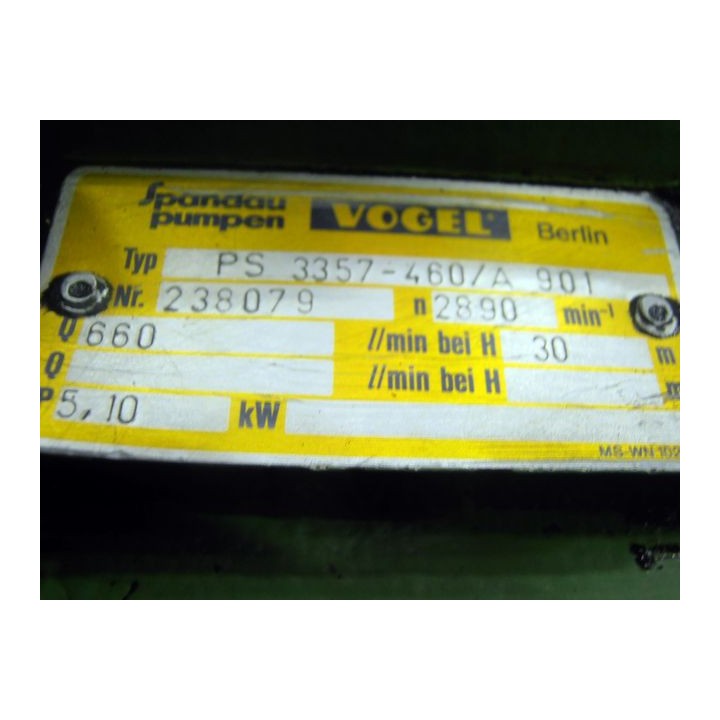 Spandau pumpen VOGEL Berlin
Typ PS 3357-460/A 901
Nr. 238079 n 2890 min-1
Q 660 l/min bei H 30 m
Q l/min bei H m
P 5,10 kW
MS-WN 102